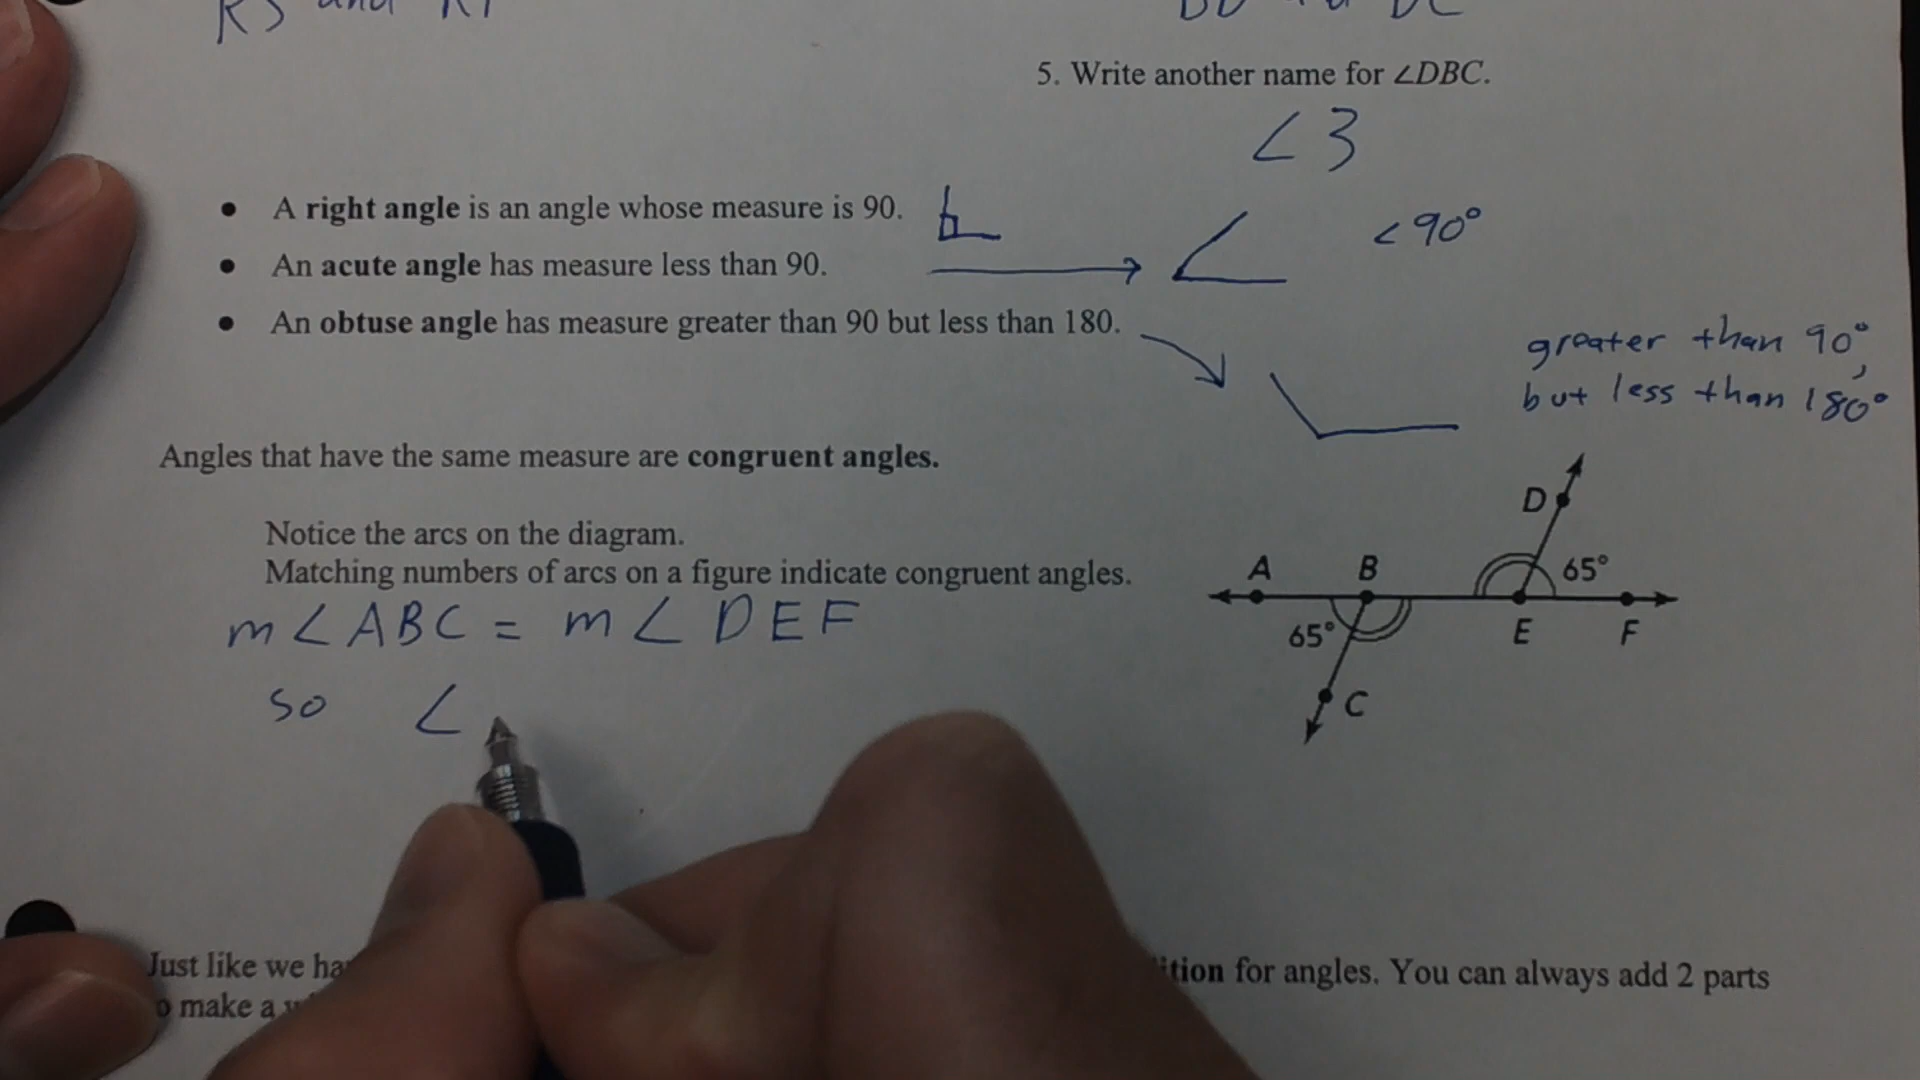 and
5. Write another name for ∠DBC.
∠3
• A right angle is an angle whose measure is 90.
<90°
• An acute angle has measure less than 90.
• An obtuse angle has measure greater than 90 but less than 180.
greater than 90°,
but less than 180°
Angles that have the same measure are congruent angles.
Notice the arcs on the diagram.
Matching numbers of arcs on a figure indicate congruent angles.
D
A B 65°
65° E F
C
m∠ABC = m∠DEF
so ∠
Just like we
tion for angles. You can always add 2 parts
make a